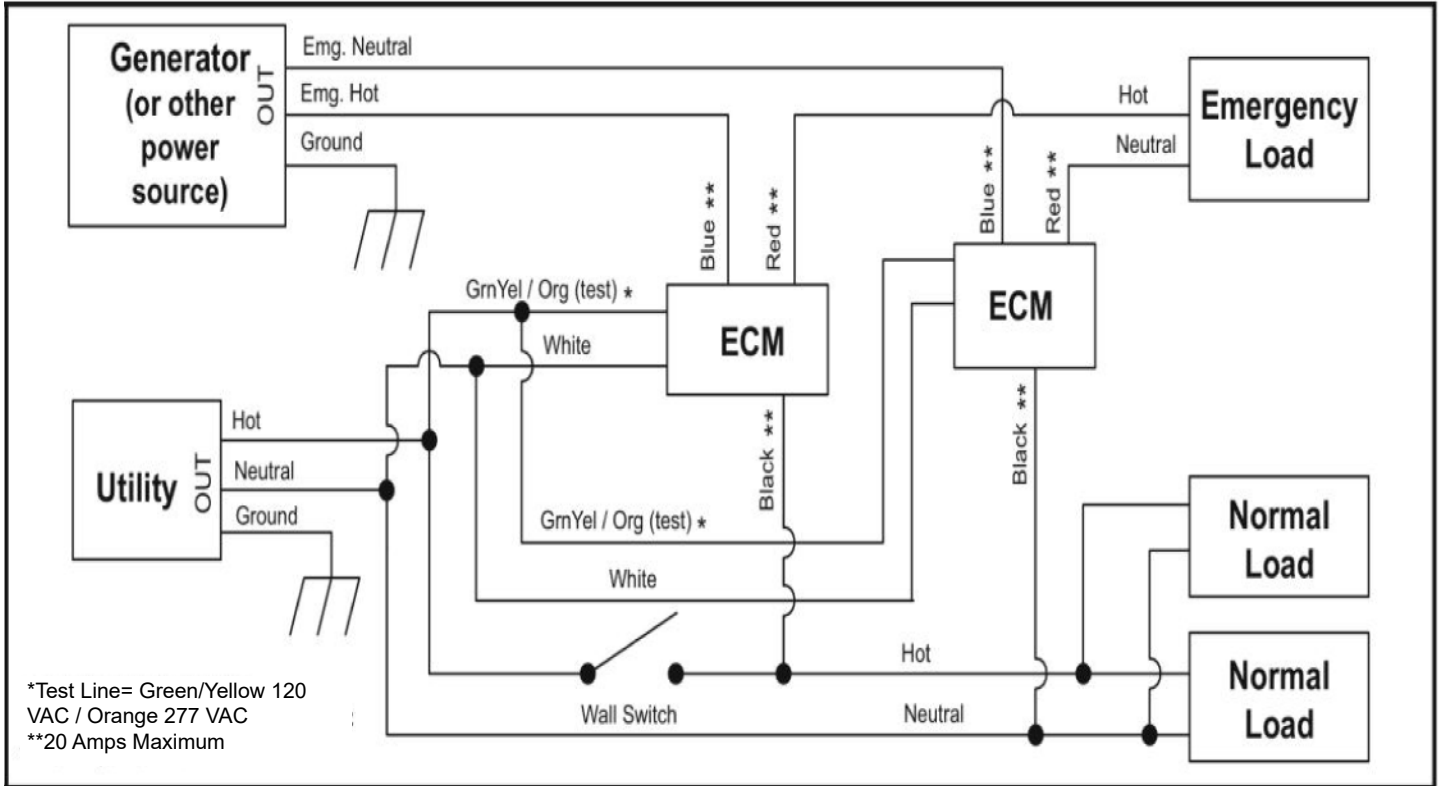 Generator
(or other
power
source)
OUT
Emg. Neutral
Emg. Hot
Ground
Hot
Neutral
Emergency
Load
Blue **
Red **
Blue **
Red **
GrnYel / Org (test) *
White
ECM
ECM
Black **
Black **
Utility
OUT
Hot
Neutral
Ground
GrnYel / Org (test) *
White
Normal
Load
Hot
Wall Switch
Neutral
Normal
Load
*Test Line= Green/Yellow 120
VAC / Orange 277 VAC
**20 Amps Maximum